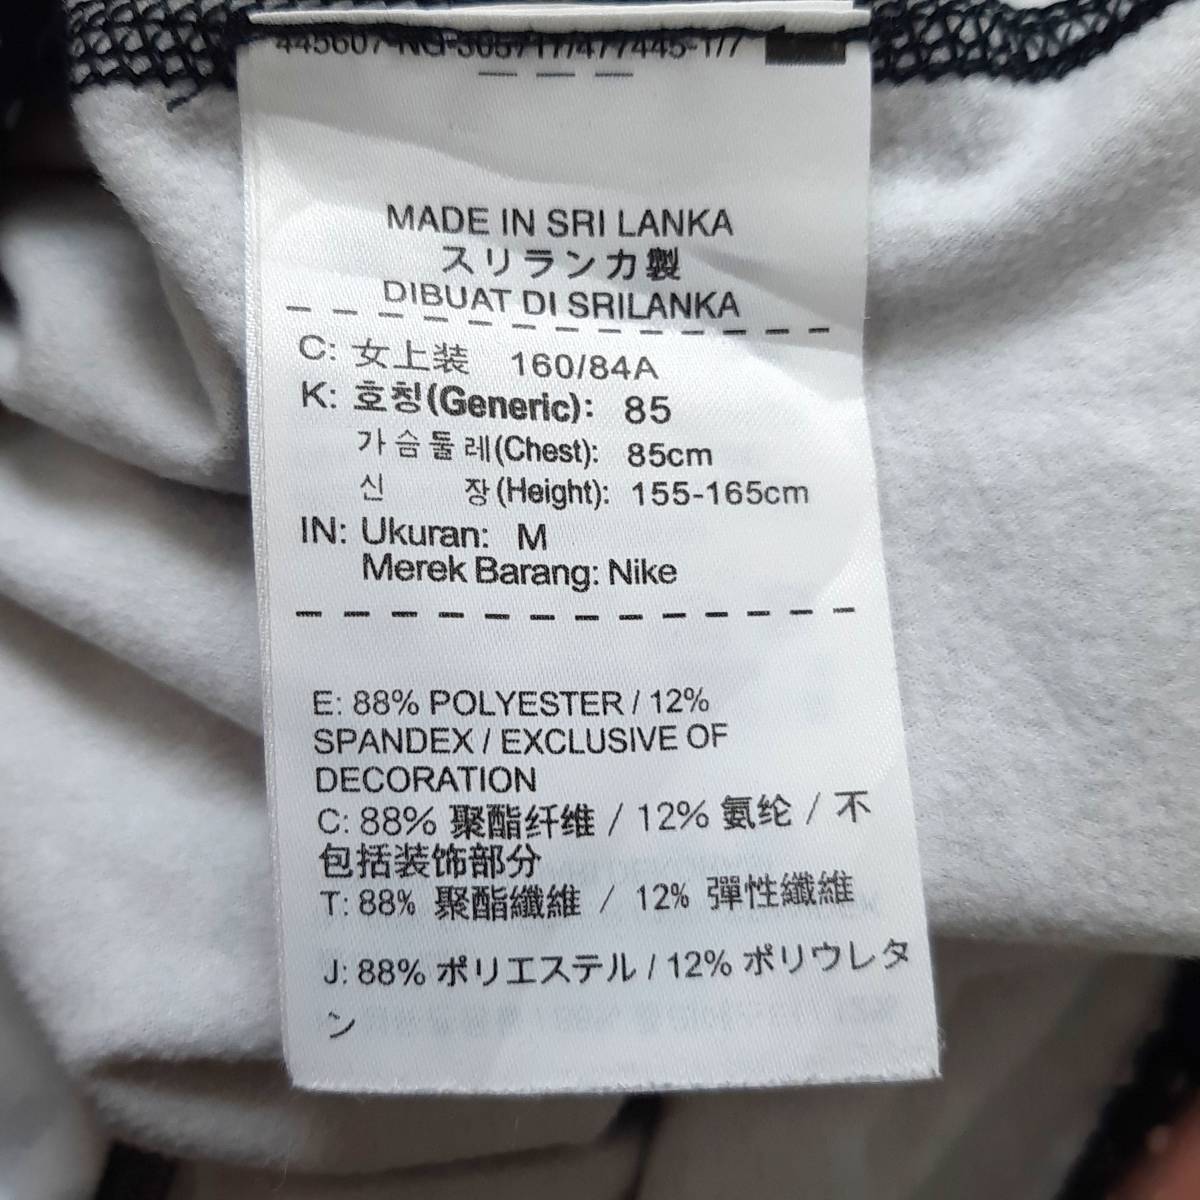 MADE IN SRI LANKA
スリランカ製
DIBUAT DI SRILANKA
C: 女上装 160/84A
K: 호칭(Generic): 85
가슴둘레(Chest): 85cm
신 장(Height): 155-165cm
IN: Ukuran: M
Merek Barang: Nike
E: 88% POLYESTER / 12%
SPANDEX / EXCLUSIVE OF
DECORATION
C: 88% 聚酯纤维 / 12% 氨纶 / 不
包括装饰部分
T: 88% 聚酯纖維 / 12% 彈性纖維
J: 88% ポリエステル / 12% ポリウレタ
ン